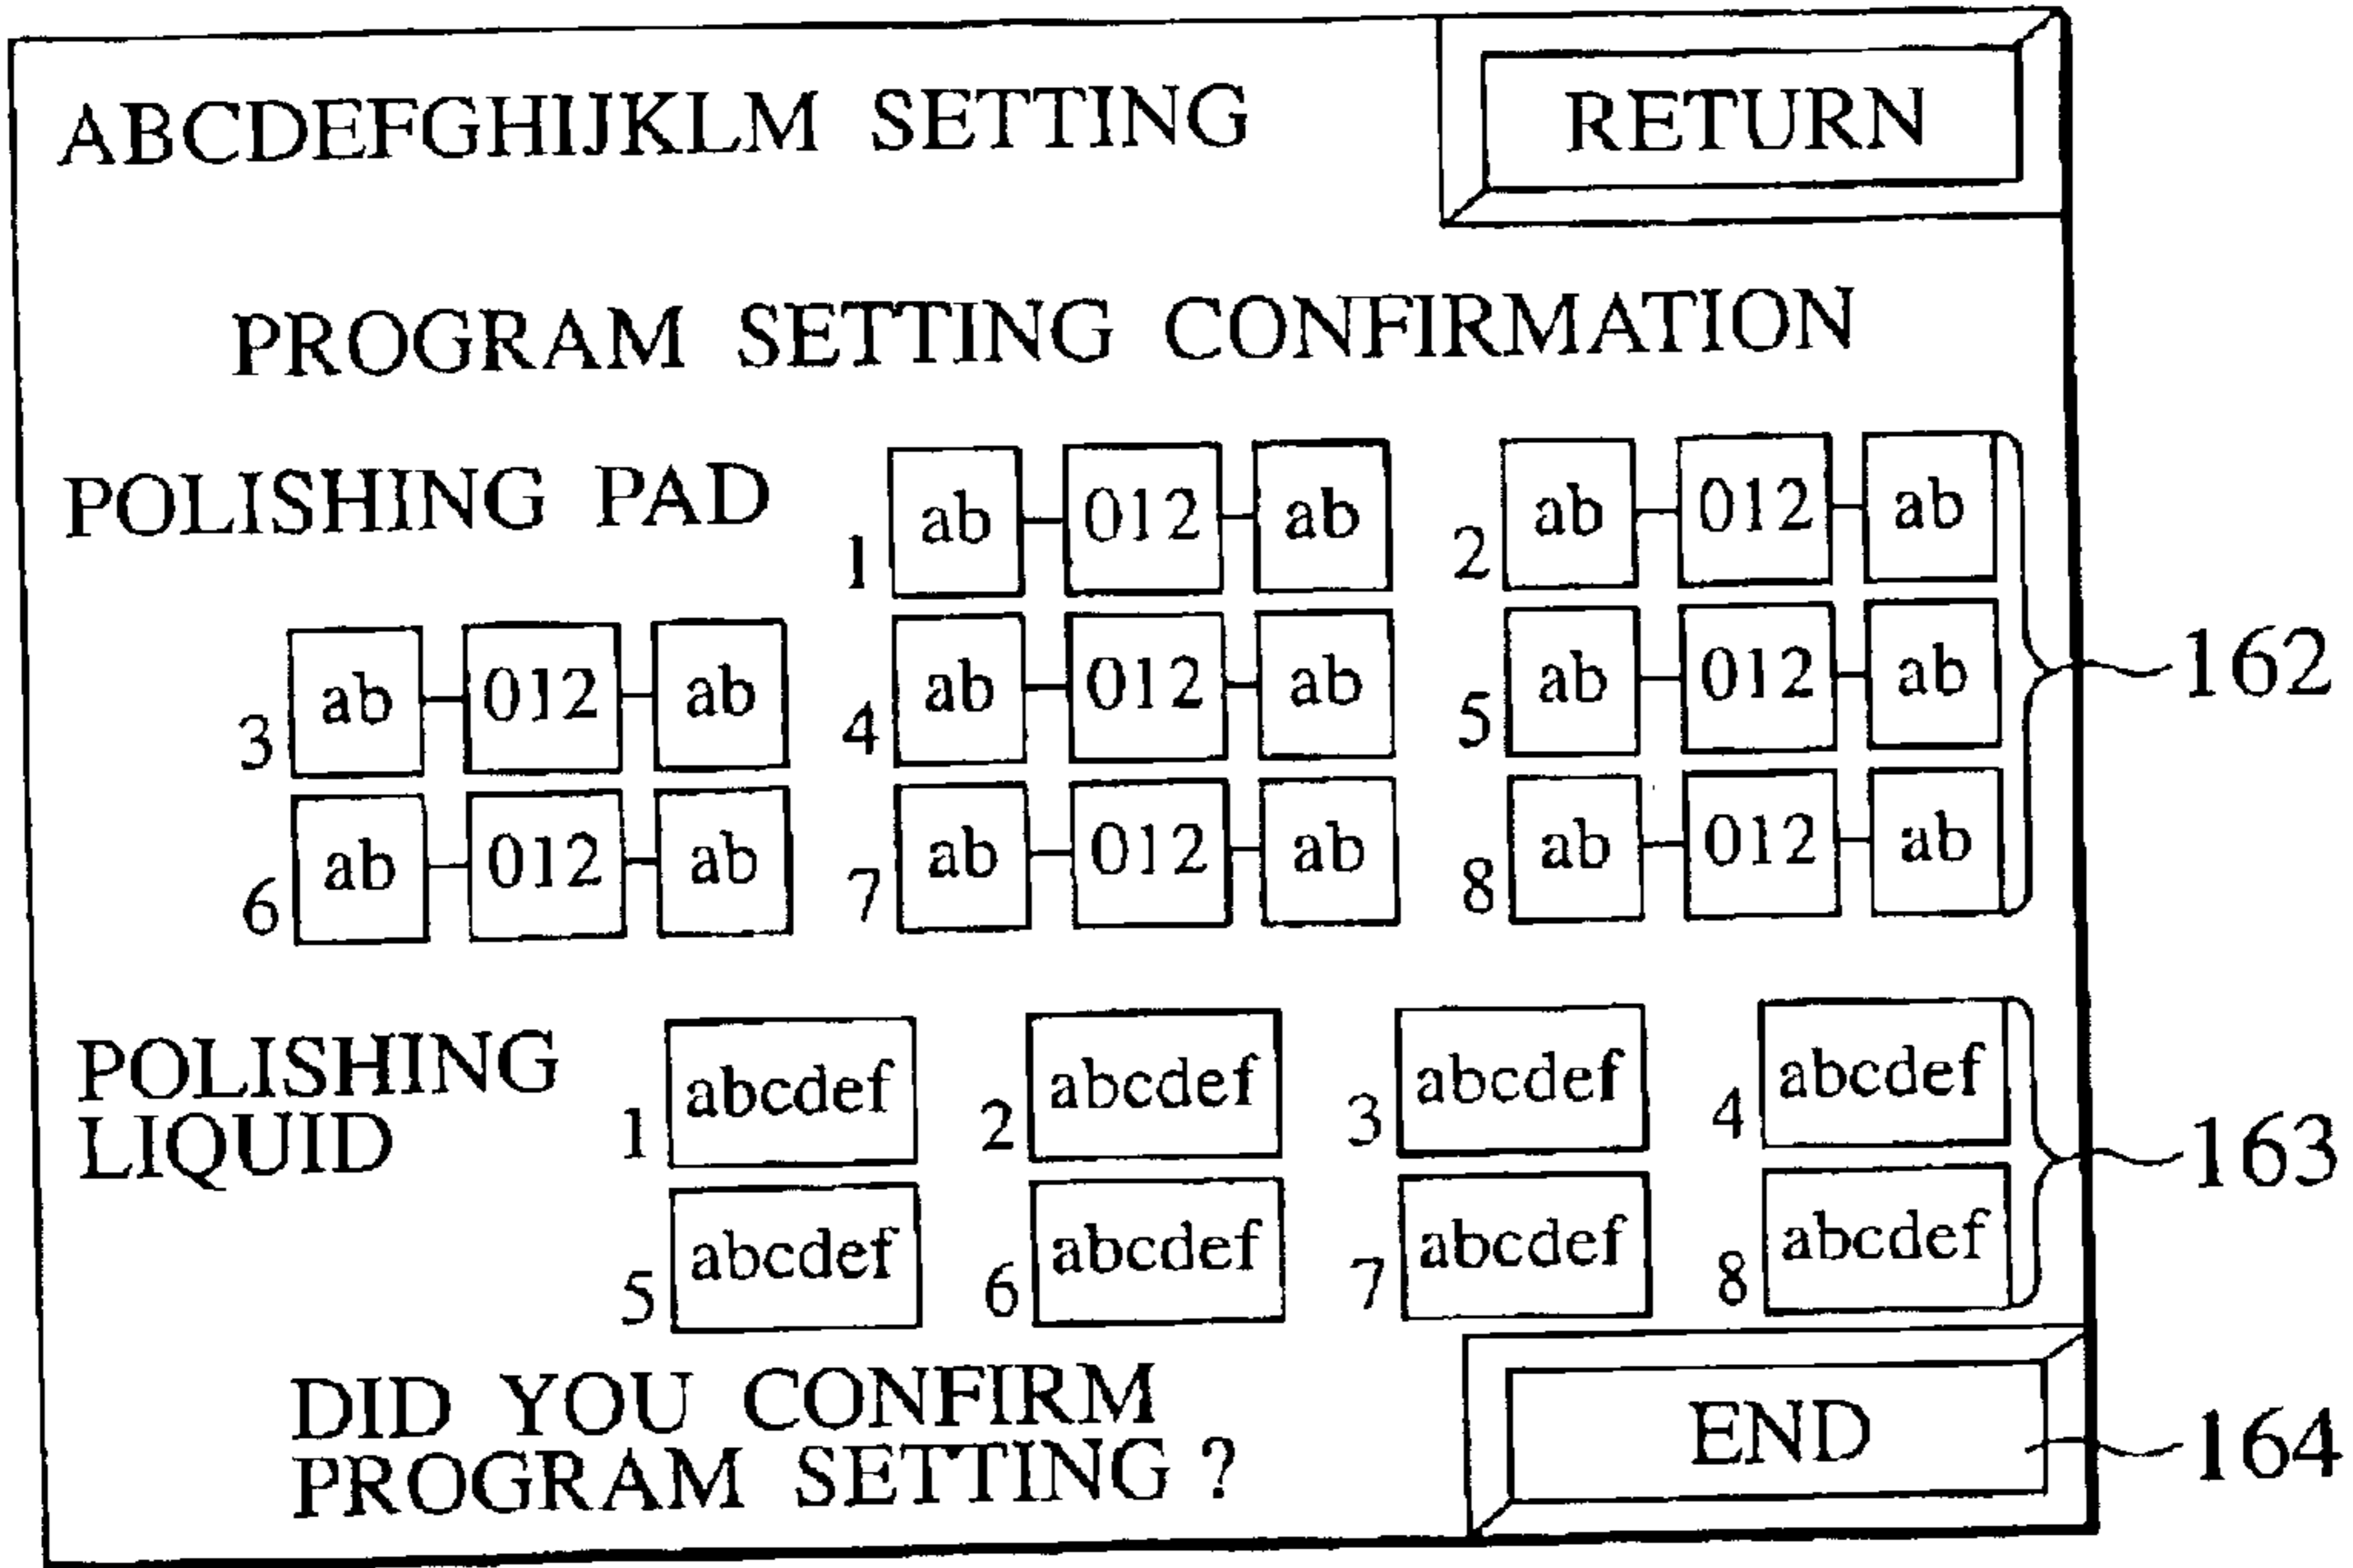 ABCDEFGHIJKLM SETTING RETURN
PROGRAM SETTING CONFIRMATION
POLISHING PAD 1 ab 012 ab 2 ab 012 ab
3 ab 012 ab 4 ab 012 ab 5 ab 012 ab
162
6 ab 012 ab 7 ab 012 ab 8 ab 012 ab
POLISHING
LIQUID
1 abcdef 2 abcdef 3 abcdef 4 abcdef
163
5 abcdef 6 abcdef 7 abcdef 8 abcdef
DID YOU CONFIRM
PROGRAM SETTING ?
END
164